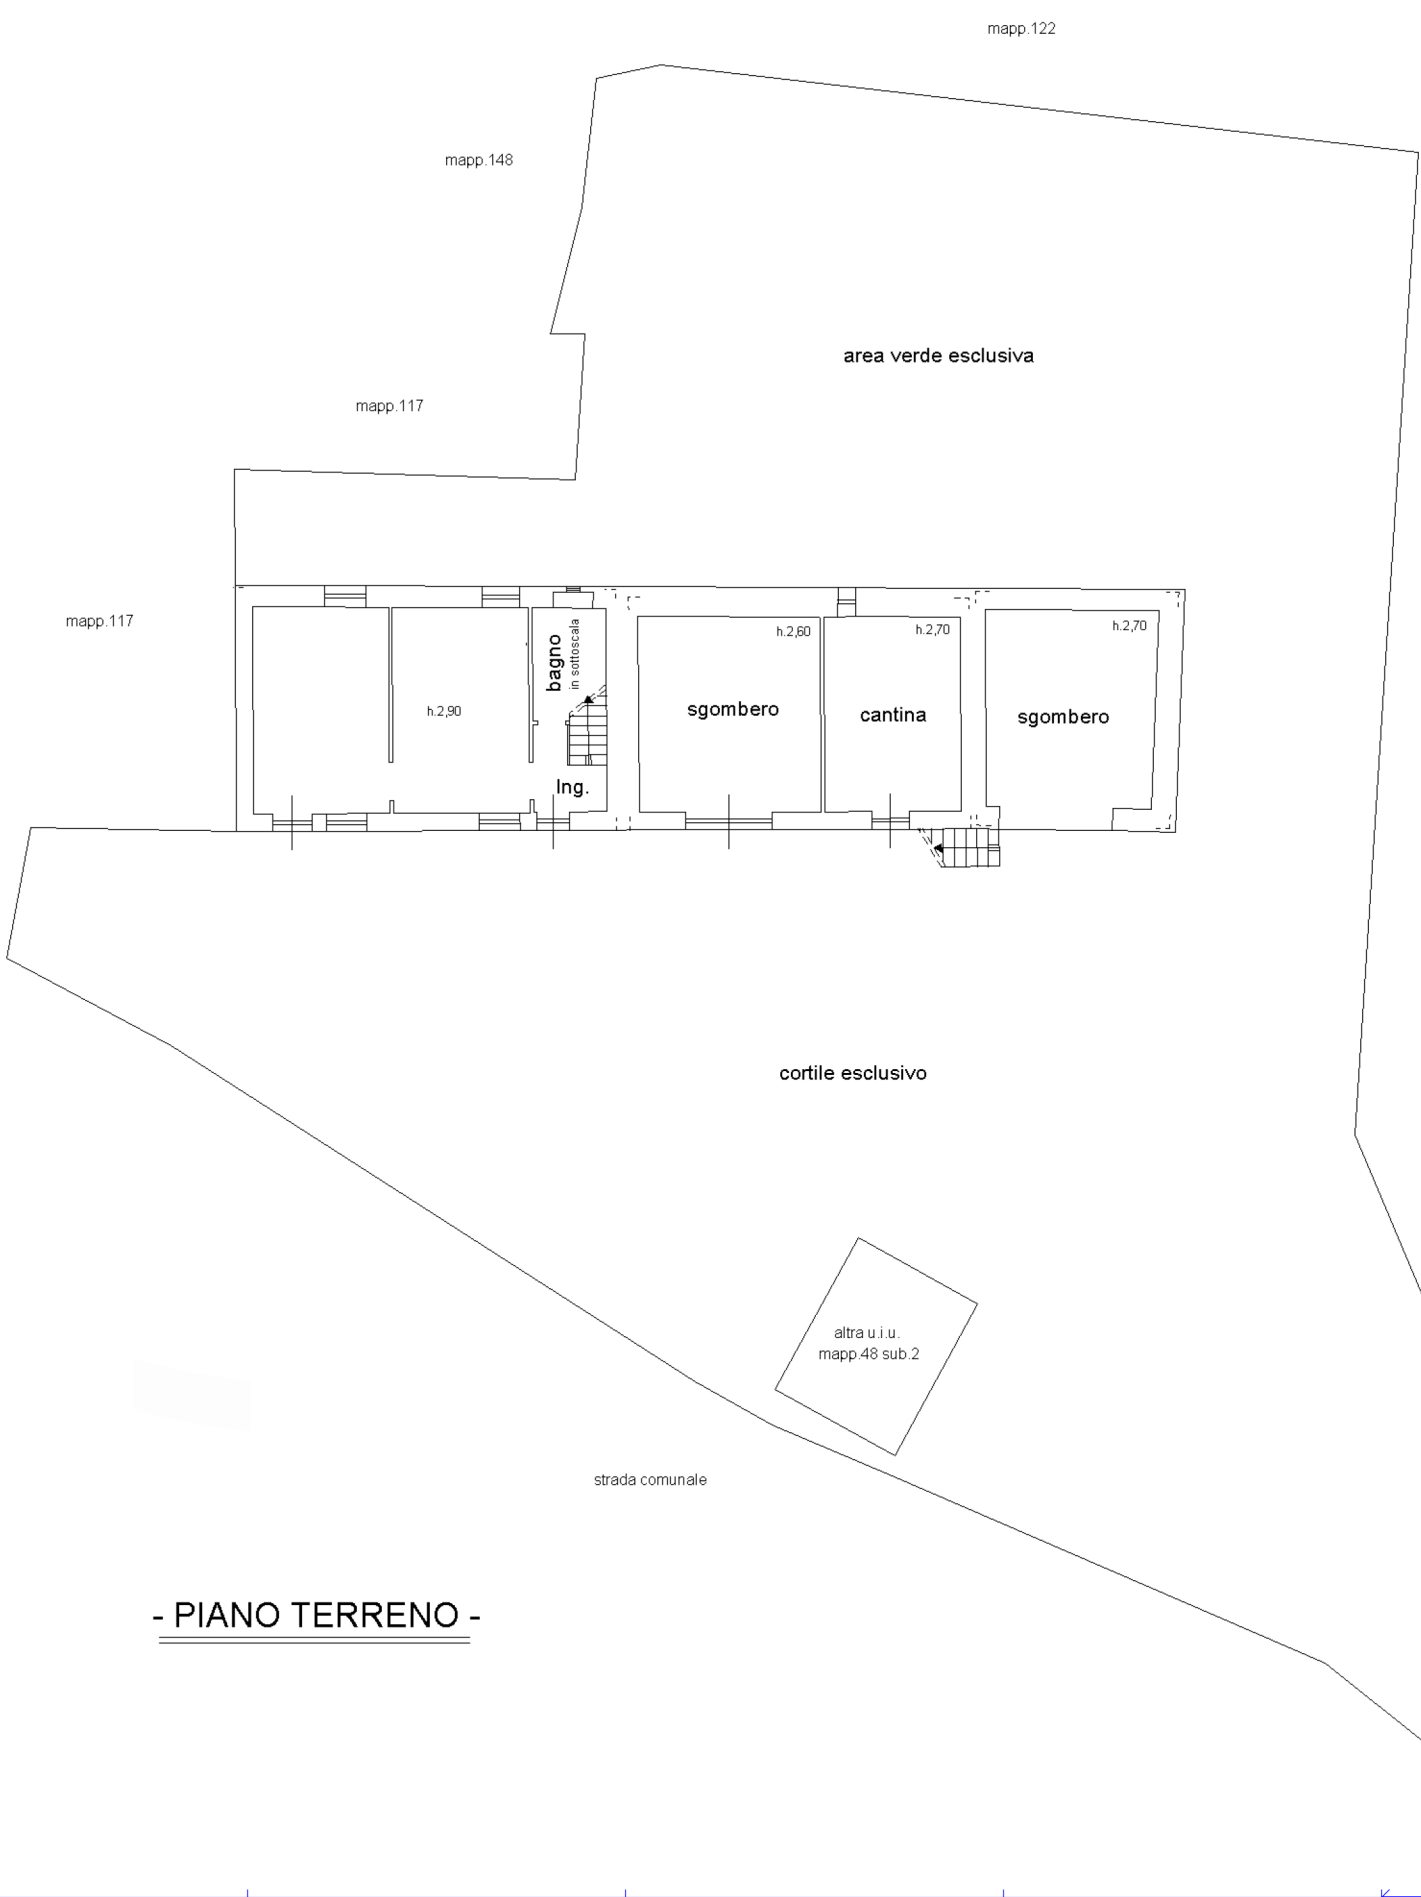 mapp.122
mapp.148
area verde esclusiva
mapp.117
mapp.117
h.2,90
bagno
in sottoscala
Ing.
h.2,60
sgombero
h.2,70
cantina
h.2,70
sgombero
cortile esclusivo
altra u.i.u.
mapp.48 sub.2
strada comunale
- PIANO TERRENO -